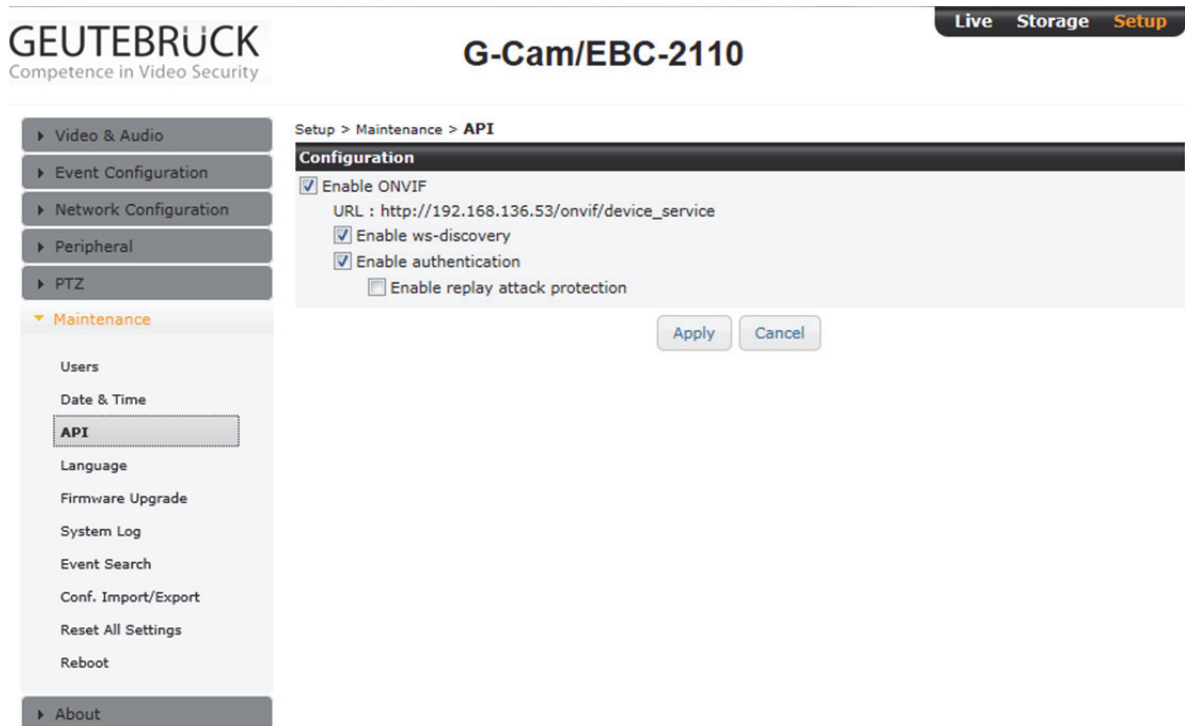 GEUTEBRÜCK
Competence in Video Security
G-Cam/EBC-2110
Live Storage Setup
Video & Audio
Event Configuration
Network Configuration
Peripheral
PTZ
Maintenance
Users
Date & Time
API
Language
Firmware Upgrade
System Log
Event Search
Conf. Import/Export
Reset All Settings
Reboot
About
Setup > Maintenance > API
Configuration
Enable ONVIF
URL : http://192.168.136.53/onvif/device_service
Enable ws-discovery
Enable authentication
Enable replay attack protection
Apply Cancel